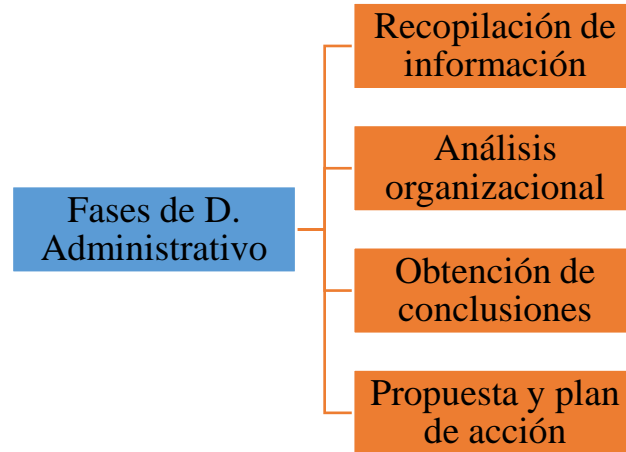 Recopilación de
información
Análisis
organizacional
Fases de D.
Administrativo
Obtención de
conclusiones
Propuesta y plan
de acción